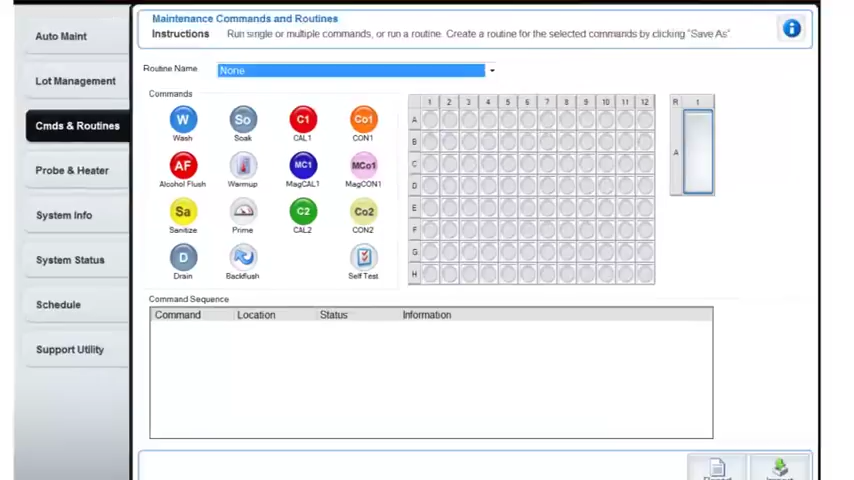 Maintenance Commands and Routines
Instructions Run single or multiple commands, or run a routine. Create a routine for the selected commands by clicking "Save As"
Auto Maint
Lot Management
Cmds & Routines
Probe & Heater
System Info
System Status
Schedule
Support Utility
Routine Name None
Commands
W So C1 Co1
Wash Soak CAL1 CON1
AF MC1 MCo1
Alcohol Flush Warmup MagCAL1 MagCON1
Sa C2 Co2
Sanitize Prime CAL2 CON2
D
Drain Backflush Self Test
1 2 3 4 5 6 7 8 9 10 11 12
A
B
C
D
E
F
G
H
R 1
A
Command Sequence
Command Location Status Information